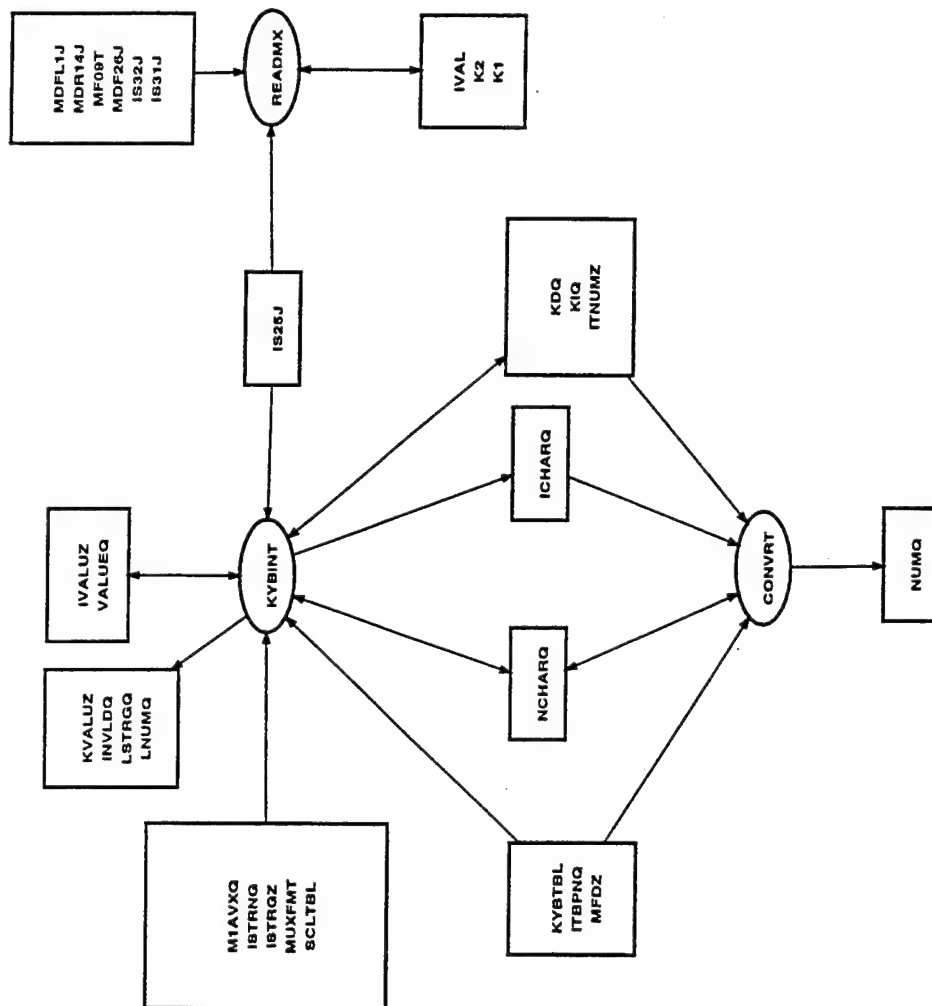 M1AVXQ
ISTRNQ
ISTRQZ
MUXFMT
SCLTBL
KVALUZ
INVLDQ
LSTRGQ
LNUMQ
IVALUZ
VALUEQ
KYBINT
IS25J
MDFL1J
MDR14J
MF09T
MDF26J
IS32J
IS31J
READMX
IVAL
K2
K1
KYBTBL
ITBPNQ
MFDZ
NCHARQ
ICHARQ
KDQ
KIQ
ITNUMZ
CONVRT
NUMQ